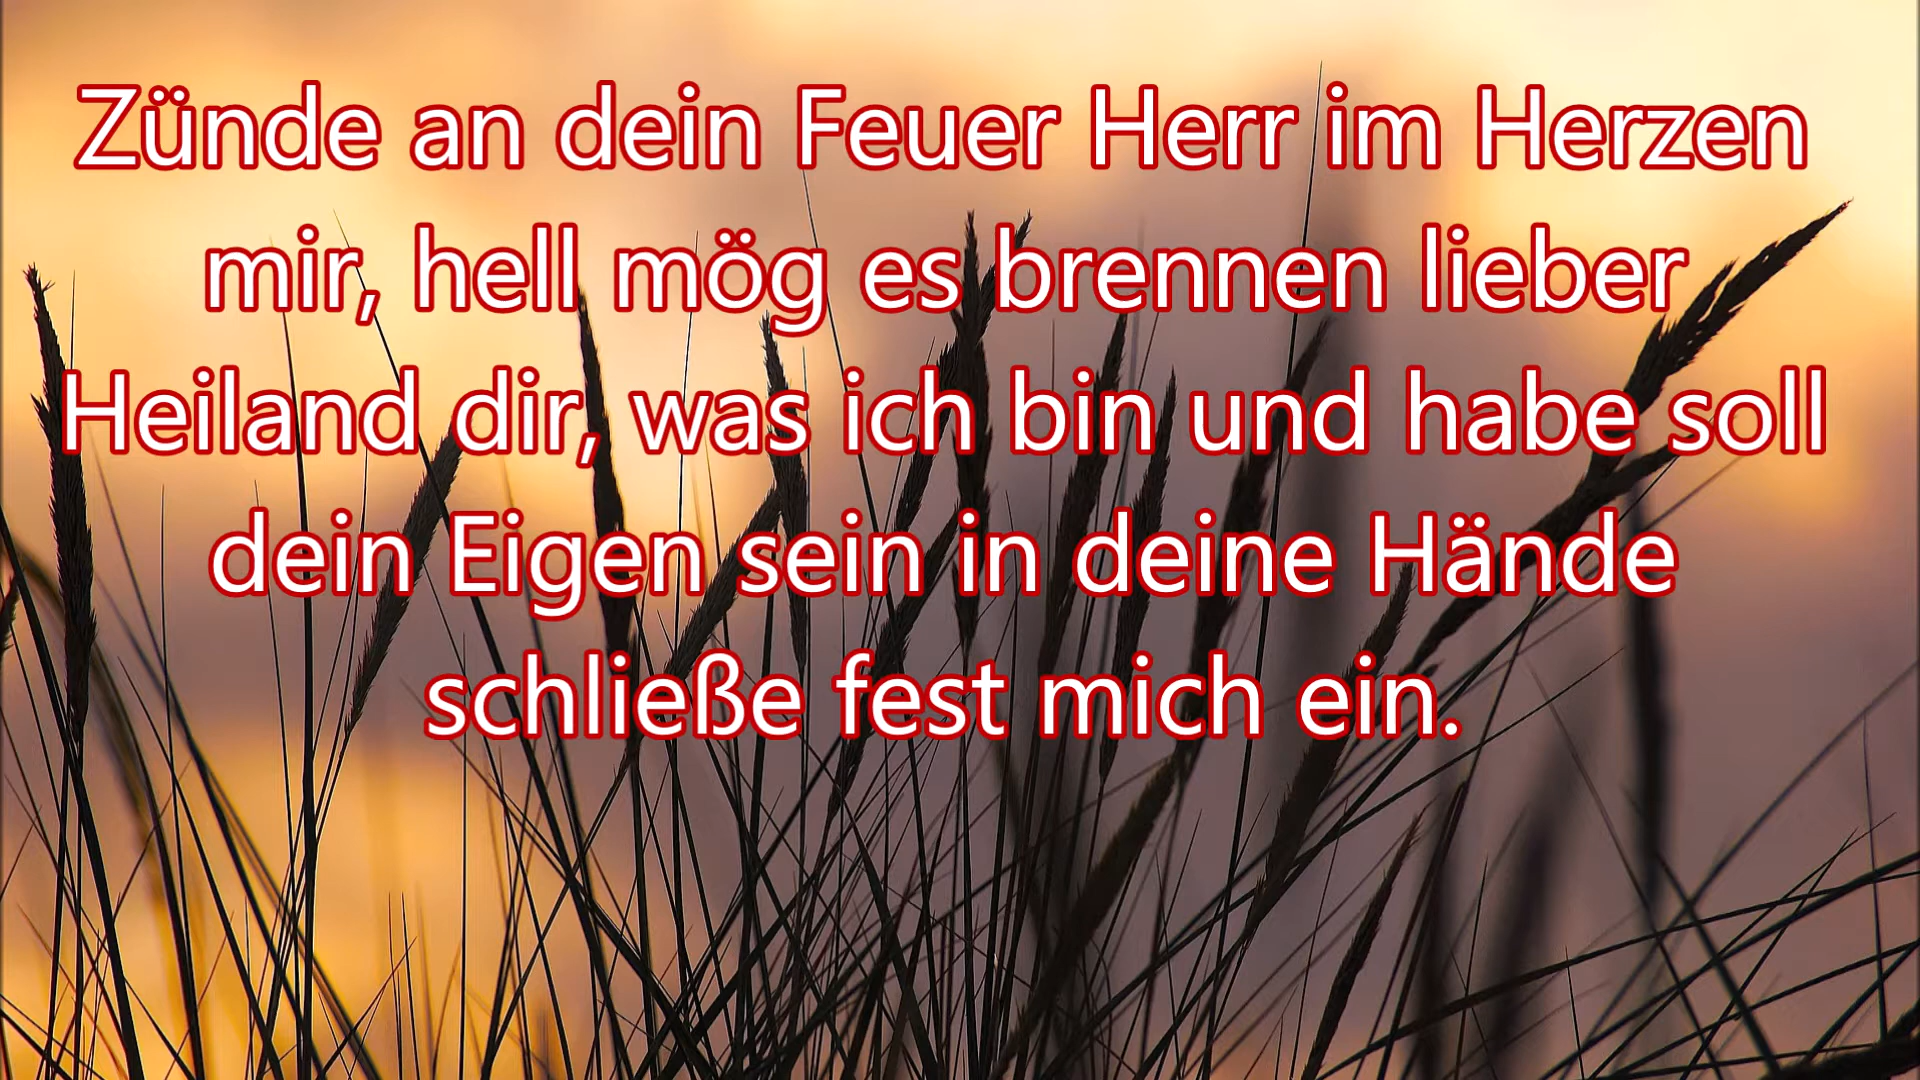 Zünde an dein Feuer Herr im Herzen
mir, hell mög es brennen lieber
Heiland dir, was ich bin und habe soll
dein Eigen sein in deine Hände
schließe fest mich ein.